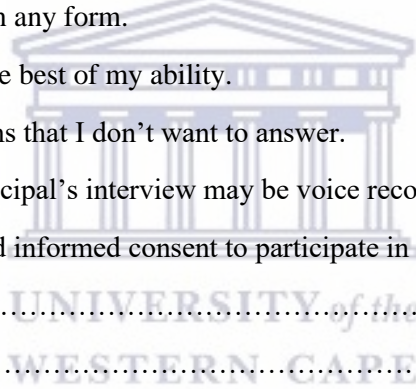 n any form.
e best of my ability.
ns that I don't want to answer.
cipal's interview may be voice reco
d informed consent to participate in
UNIVERSITY of the
WESTERN CAPE